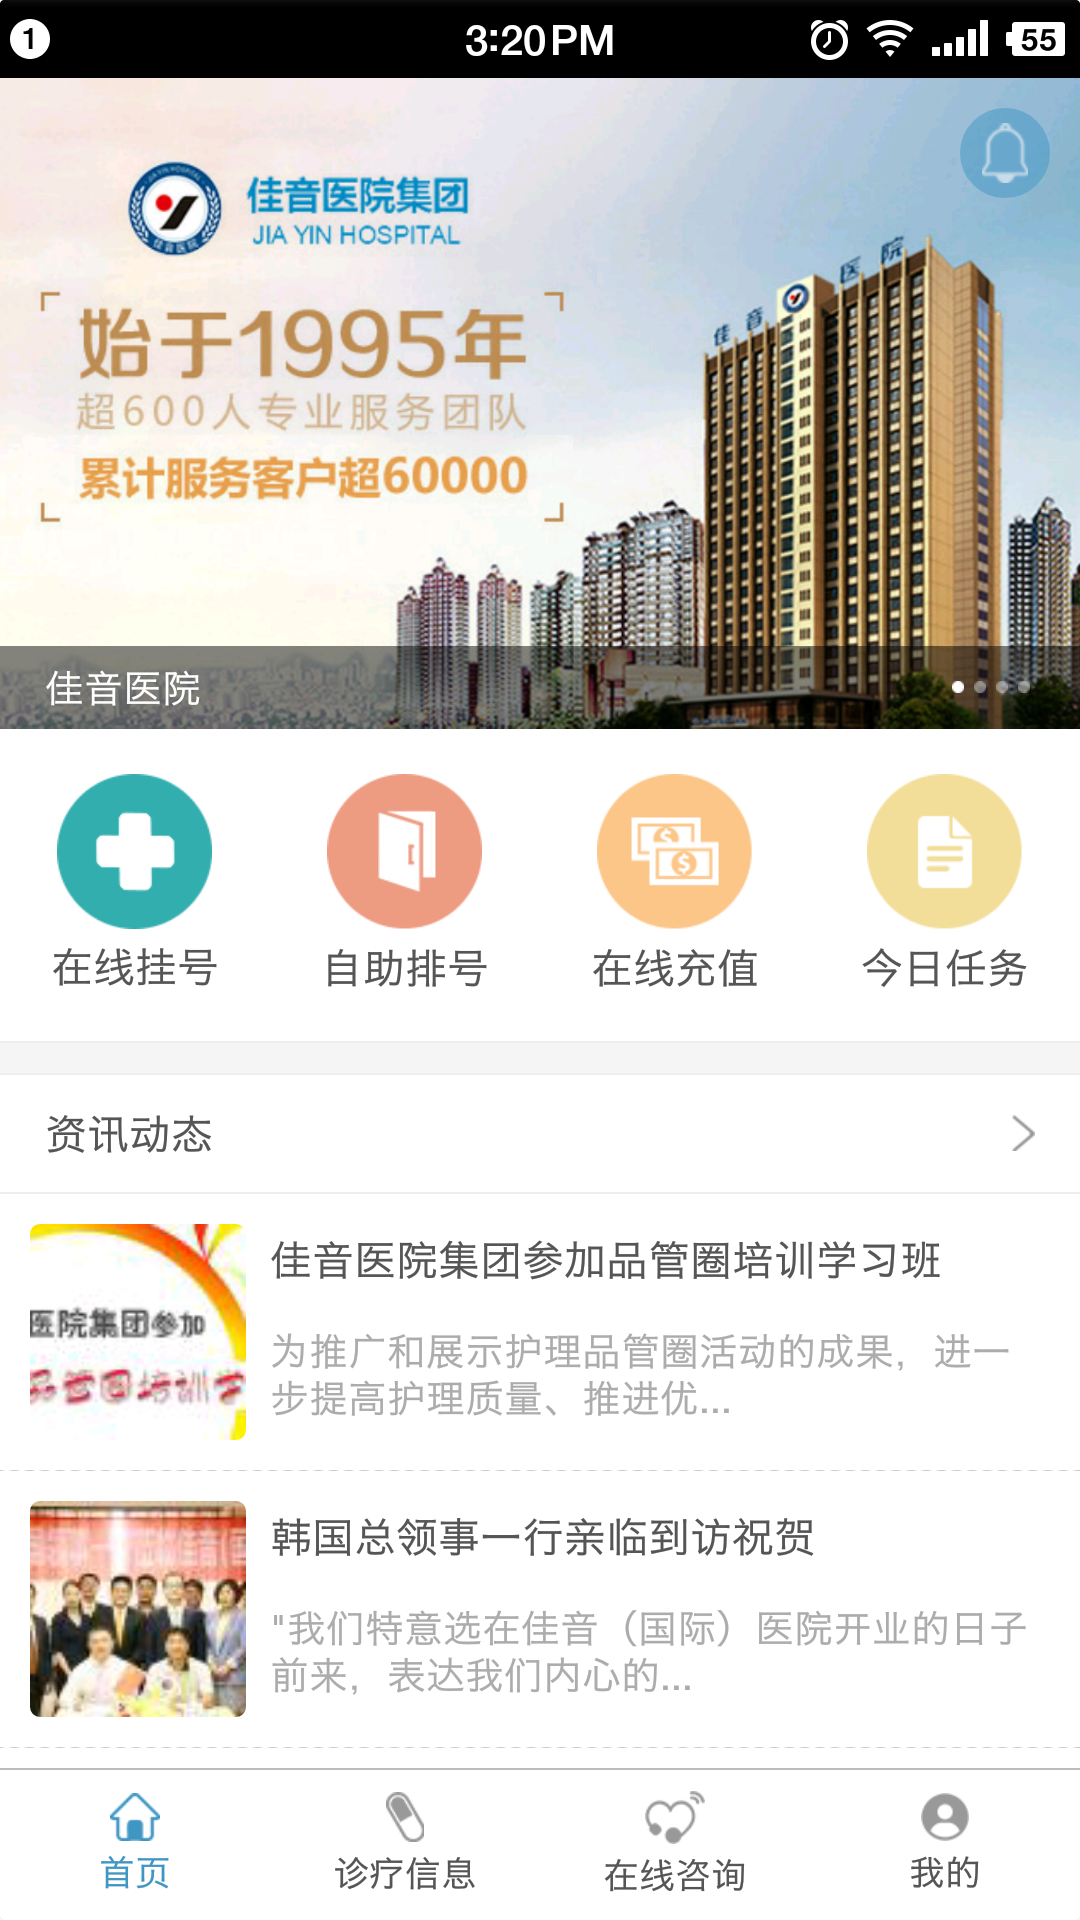 1
3:20 PM
55
佳音医院集团
JIA YIN HOSPITAL
佳音医院
始于1995年
超600人专业服务团队
累计服务客户超60000
佳音医院
佳音医院
在线挂号
自助排号
在线充值
今日任务
资讯动态
佳音医院集团参加品管圈培训学习班
医院集团参加
品管圈培训学
为推广和展示护理品管圈活动的成果，进一
步提高护理质量、推进优...
韩国总领事一行亲临到访祝贺
"我们特意选在佳音（国际）医院开业的日子
前来，表达我们内心的...
首页
诊疗信息
在线咨询
我的